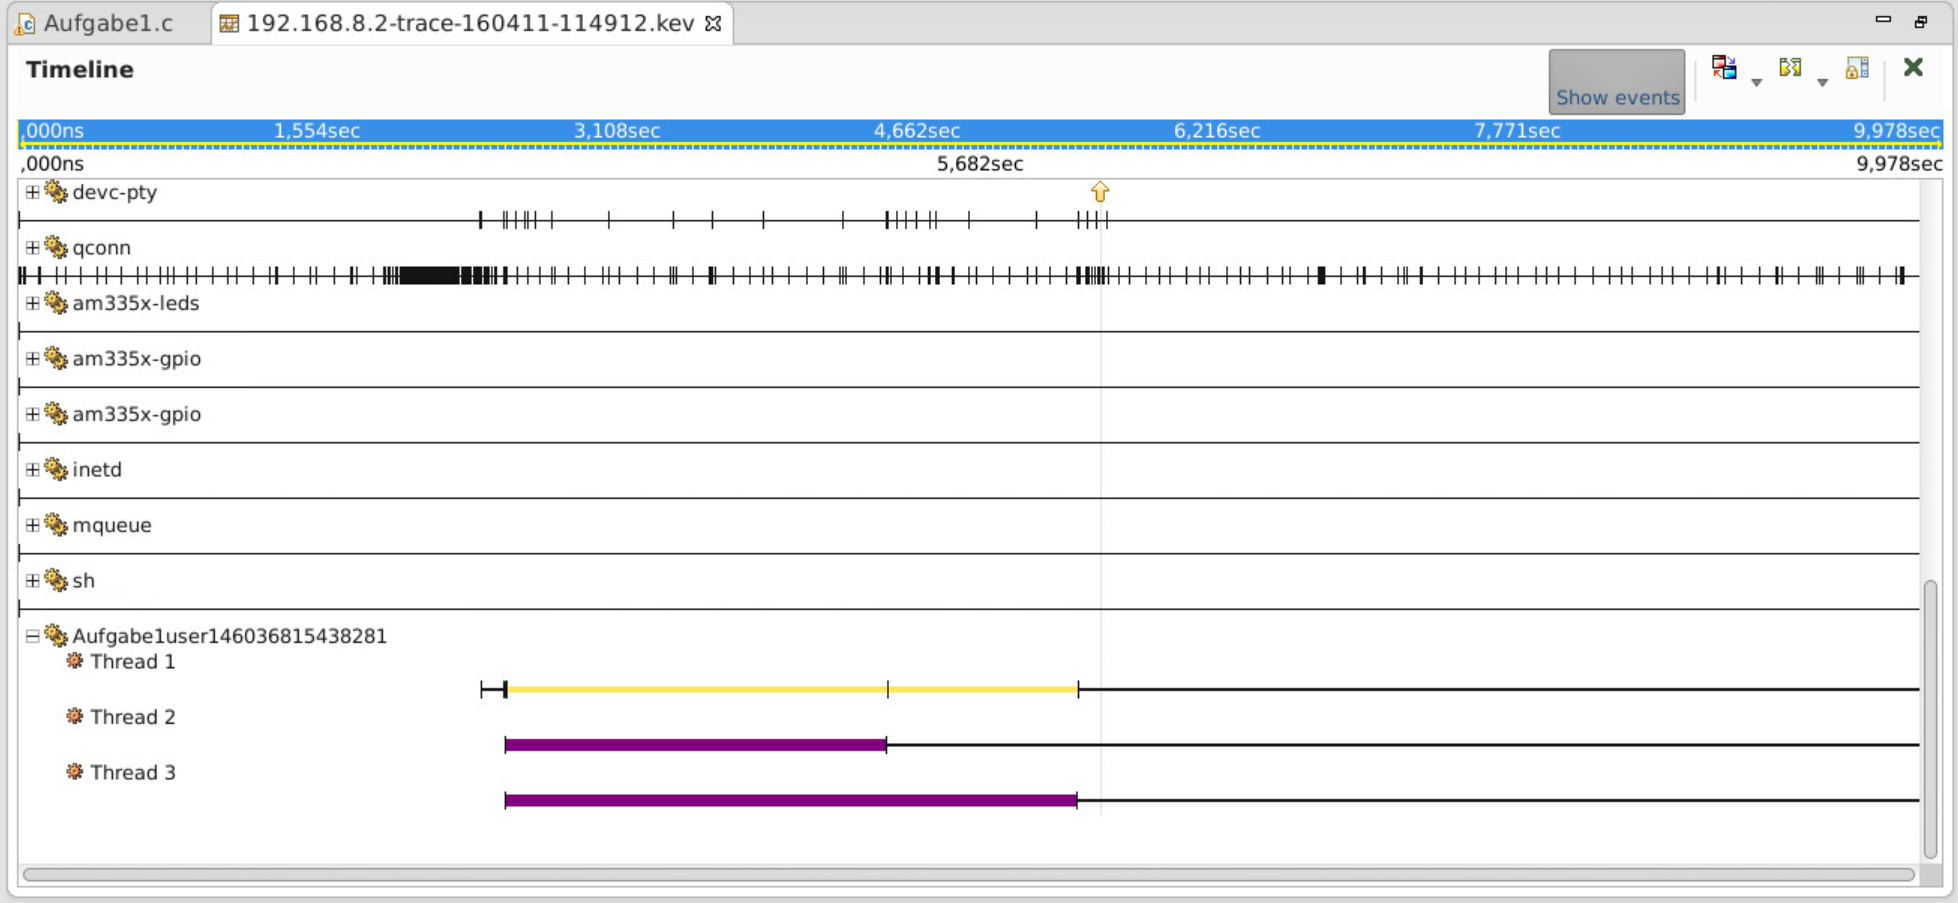 Aufgabe1.c 192.168.8.2-trace-160411-114912.kev
Timeline
Show events
,000ns 1,554sec 3,108sec 4,662sec 6,216sec 7,771sec 9,978sec
,000ns 5,682sec 9,978sec
devc-pty
qconn
am335x-leds
am335x-gpio
am335x-gpio
inetd
mqueue
sh
Aufgabe1user146036815438281
Thread 1
Thread 2
Thread 3